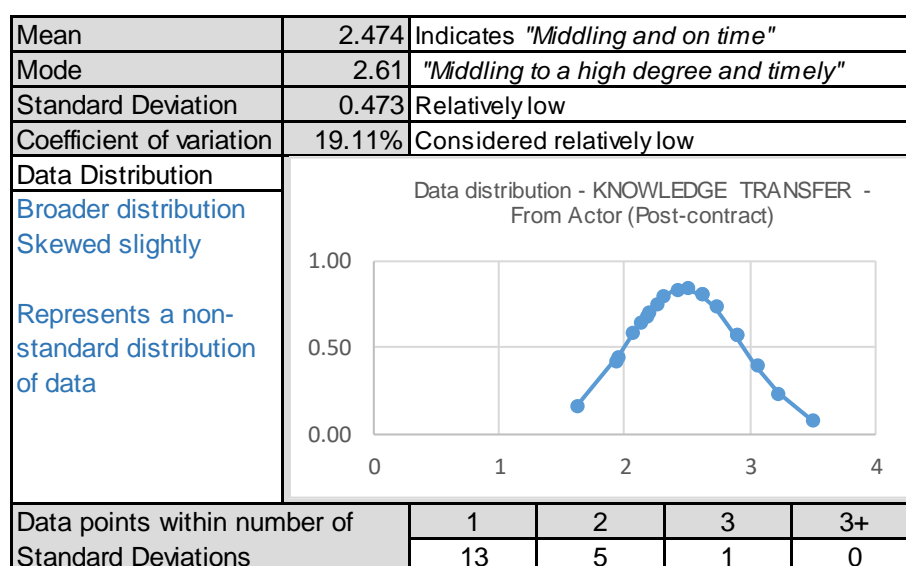 Mean 2.474 Indicates "Middling and on time"
Mode 2.61 "Middling to a high degree and timely"
Standard Deviation 0.473 Relatively low
Coefficient of variation 19.11% Considered relatively low
Data Distribution
Broader distribution
Skewed slightly
Represents a non-
standard distribution
of data
Data distribution - KNOWLEDGE TRANSFER -
From Actor (Post-contract)
1.00
0.50
0.00
0 1 2 3 4
Data points within number of 1 2 3 3+
Standard Deviations 13 5 1 0